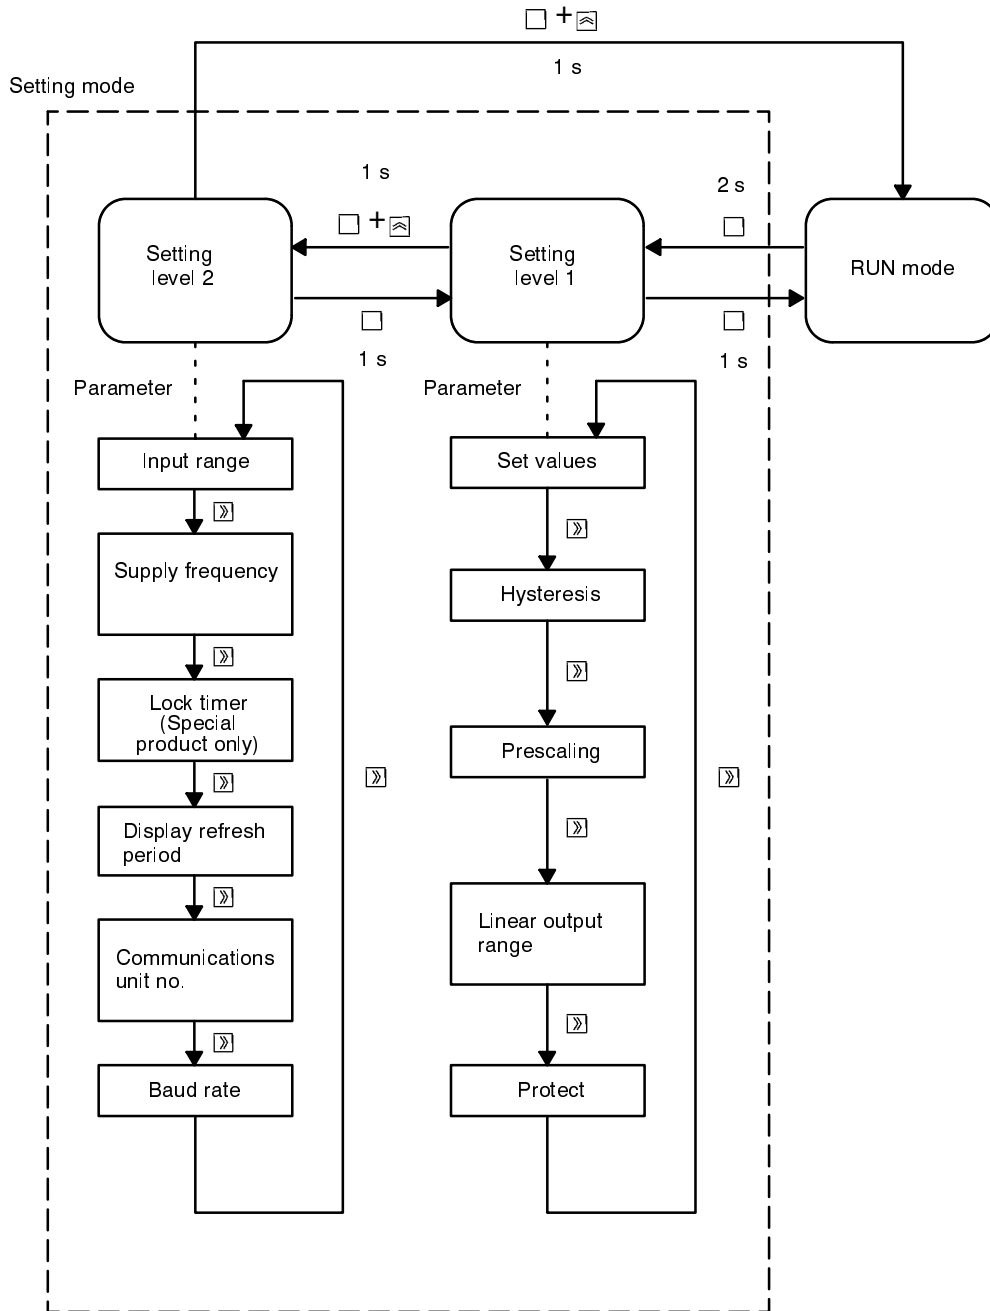 +
1 s
Setting mode
1 s
2 s
+
Setting
level 2
Setting
level 1
RUN mode
1 s
1 s
Parameter
Parameter
Input range
Set values
Supply frequency
Hysteresis
Lock timer
(Special
product only)
Prescaling
Display refresh
period
Linear output
range
Communications
unit no.
Baud rate
Protect